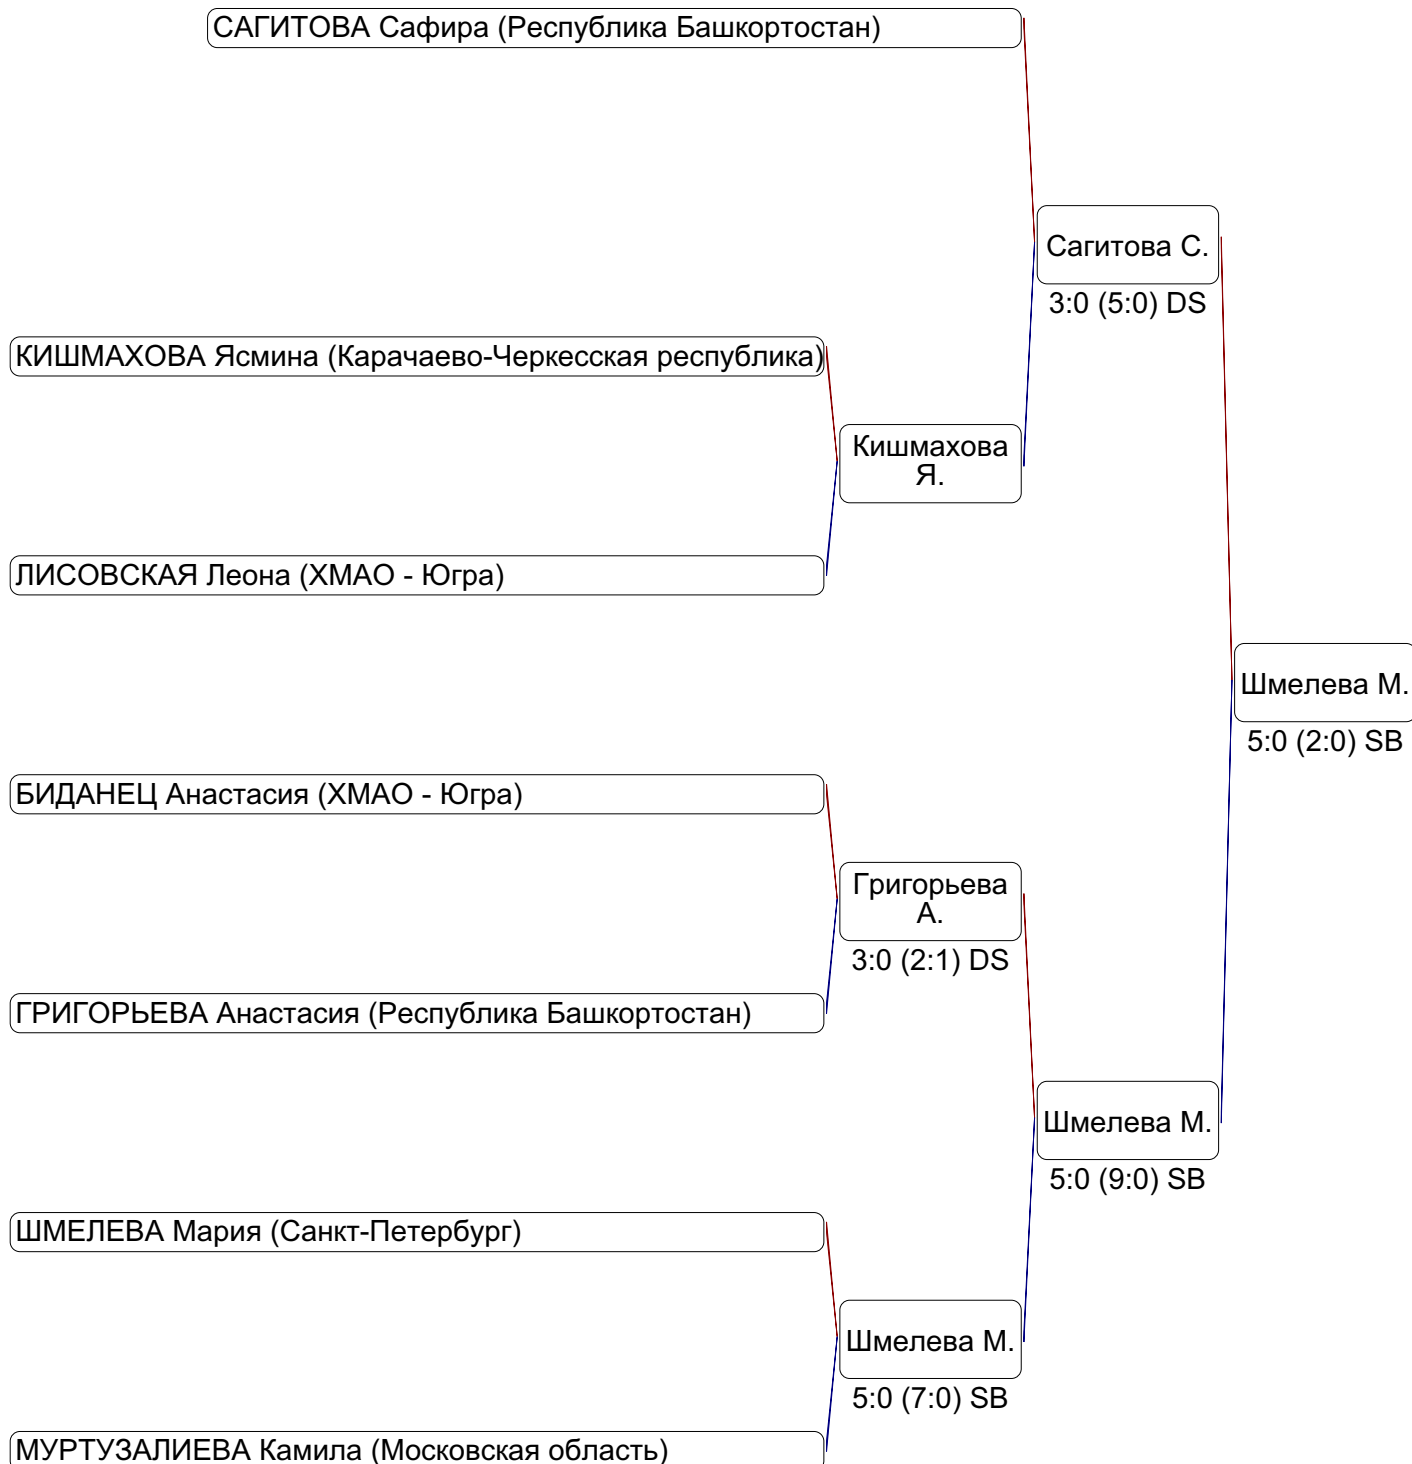 САГИТОВА Сафира (Республика Башкортостан)
Сагитова С.
3:0 (5:0) DS
КИШМАХОВА Ясмина (Карачаево-Черкесская республика)
Кишмахова
Я.
ЛИСОВСКАЯ Леона (ХМАО - Югра)
Шмелева М.
5:0 (2:0) SB
БИДАНЕЦ Анастасия (ХМАО - Югра)
Григорьева
А.
3:0 (2:1) DS
ГРИГОРЬЕВА Анастасия (Республика Башкортостан)
Шмелева М.
5:0 (9:0) SB
ШМЕЛЕВА Мария (Санкт-Петербург)
Шмелева М.
5:0 (7:0) SB
МУРТУЗАЛИЕВА Камила (Московская область)